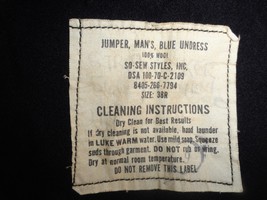 JUMPER, MAN'S, BLUE UNDRESS
100% WOOL
SO-SEW STYLES, INC.
DSA 100-70-C-2109
8405-266-7794
SIZE: 38R
CLEANING INSTRUCTIONS
Dry Clean for Best Results
If dry cleaning is not available, hand launder
in LUKE WARM water. Use mild soap. Squeeze
suds through garment. DO NOT rub or wring.
Dry at normal room temperature.
DO NOT REMOVE THIS LABEL